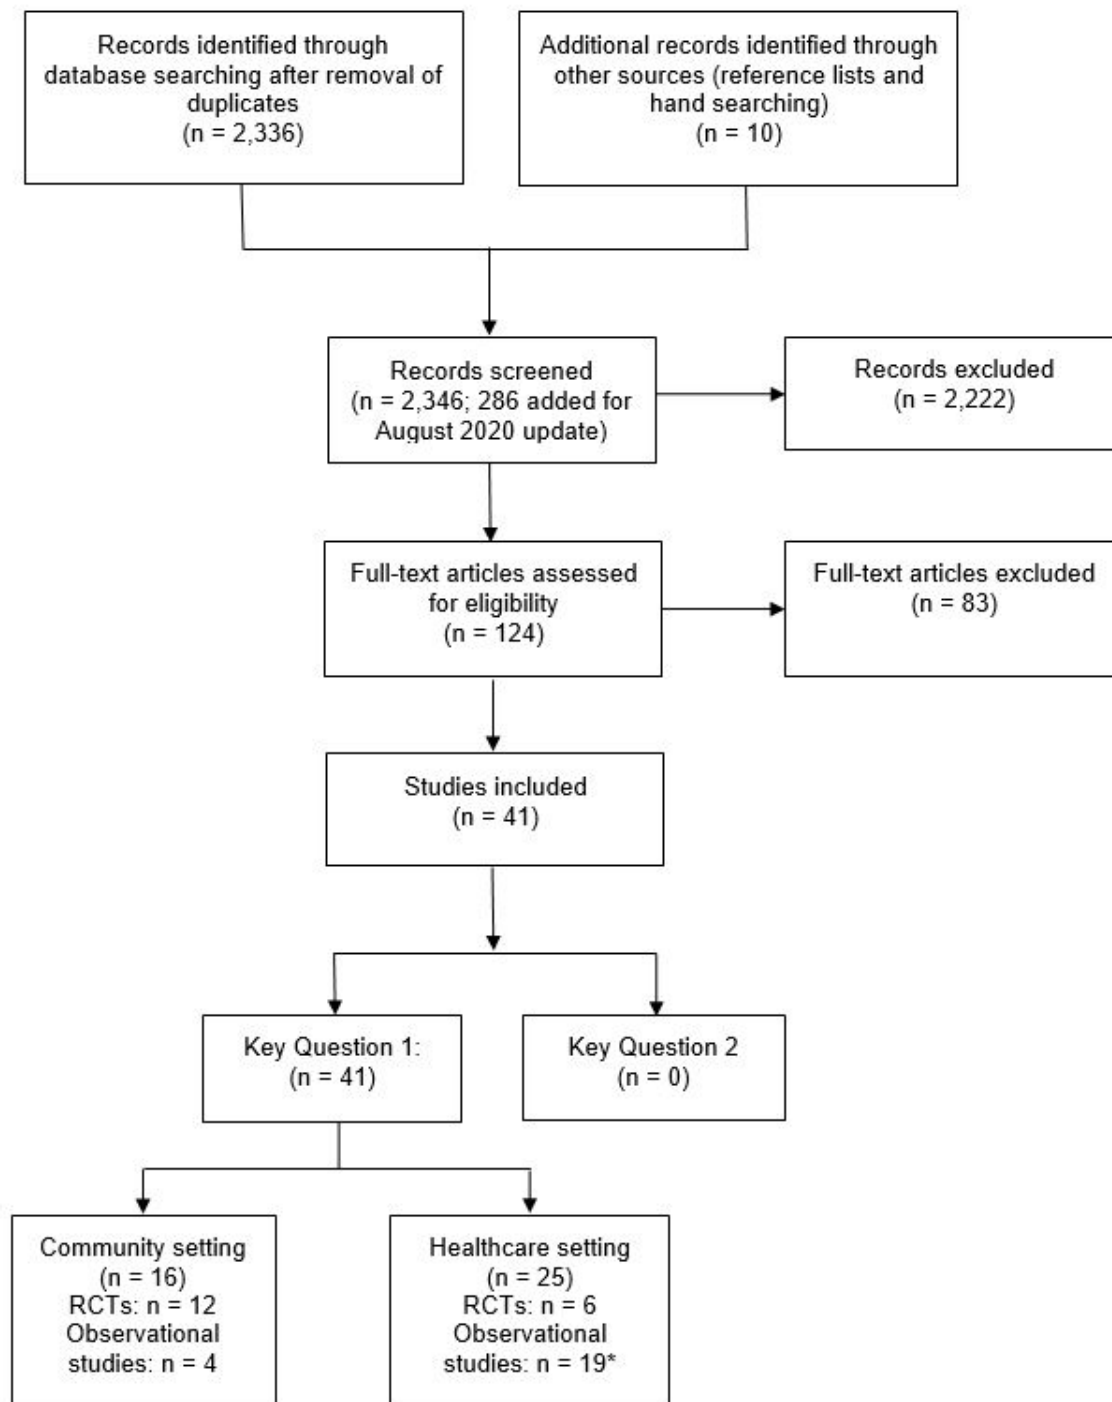 Records identified through
database searching after removal of
duplicates
(n = 2,336)
Additional records identified through
other sources (reference lists and
hand searching)
(n = 10)
Records screened
(n = 2,346; 286 added for
August 2020 update)
Records excluded
(n = 2,222)
Full-text articles assessed
for eligibility
(n = 124)
Full-text articles excluded
(n = 83)
Studies included
(n = 41)
Key Question 1:
(n = 41)
Key Question 2
(n = 0)
Community setting
(n = 16)
RCTs: n = 12
Observational
studies: n = 4
Healthcare setting
(n = 25)
RCTs: n = 6
Observational
studies: n = 19*